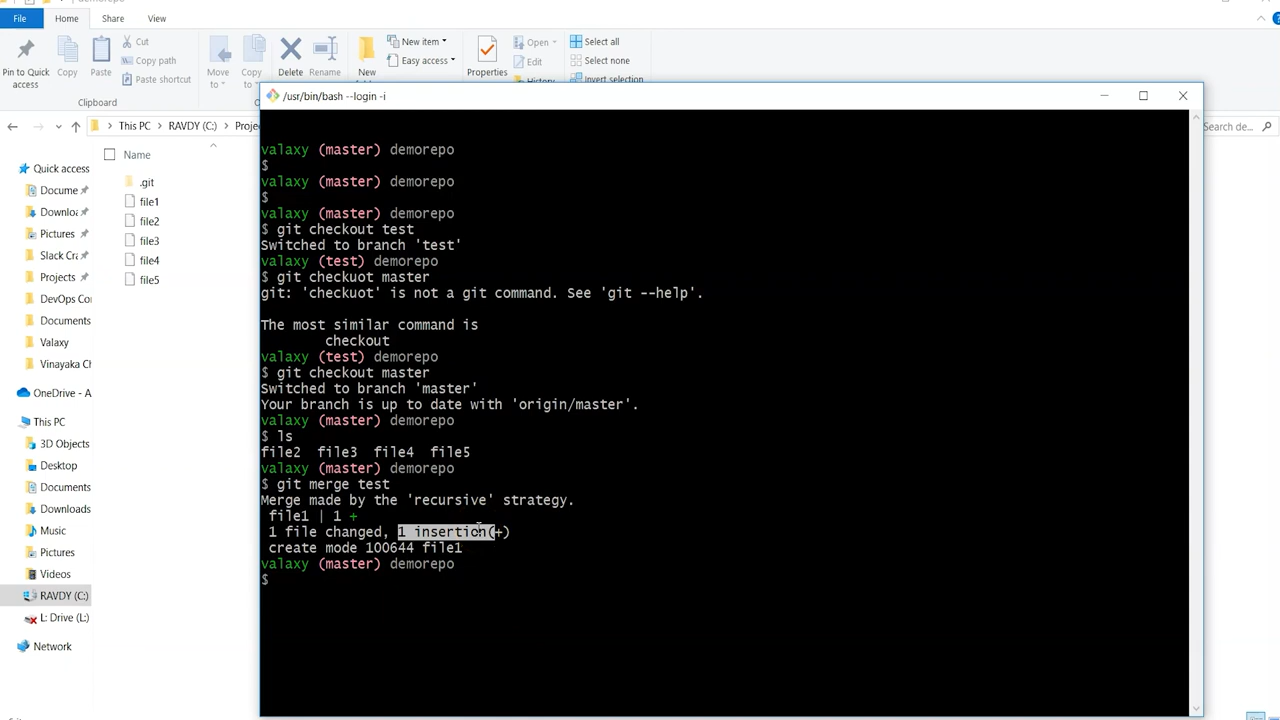 demorepo
File Home Share View
Pin to Quick access
Copy
Paste
Cut
Copy path
Paste shortcut
Clipboard
Move to
Copy to
Delete
Rename
New
New item
Easy access
Properties
Open
Edit
History
Select all
Select none
Invert selection
This PC RAVDY (C:) Proje
Search de...
Name
.git
file1
file2
file3
file4
file5
Quick access
Docume
Downloa
Pictures
Slack Cra
Projects
DevOps Co
Documents
Valaxy
Vinayaka Ch
OneDrive - A
This PC
3D Objects
Desktop
Documents
Downloads
Music
Pictures
Videos
RAVDY (C:)
L: Drive (L:)
Network
/usr/bin/bash --login -i
valaxy (master) demorepo
$
valaxy (master) demorepo
$
valaxy (master) demorepo
$ git checkout test
Switched to branch 'test'
valaxy (test) demorepo
$ git checkuot master
git: 'checkuot' is not a git command. See 'git --help'.
The most similar command is
checkout
valaxy (test) demorepo
$ git checkout master
Switched to branch 'master'
Your branch is up to date with 'origin/master'.
valaxy (master) demorepo
$ ls
file2 file3 file4 file5
valaxy (master) demorepo
$ git merge test
Merge made by the 'recursive' strategy.
file1 | 1 +
1 file changed, 1 insertion(+)
create mode 100644 file1
valaxy (master) demorepo
$